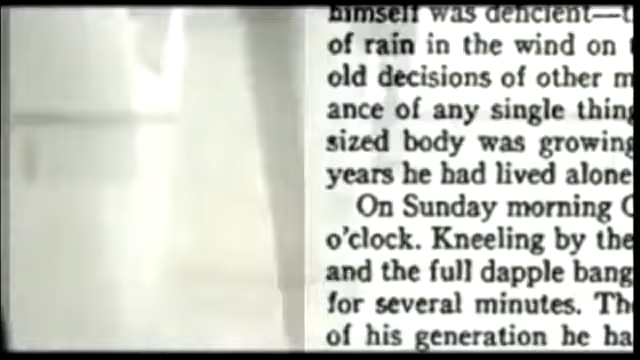 himself was deficient—t
of rain in the wind on
old decisions of other m
ance of any single thing
sized body was growing
years he had lived alone
On Sunday morning
o'clock. Kneeling by the
and the full dapple bang
for several minutes. Th
of his generation he ha